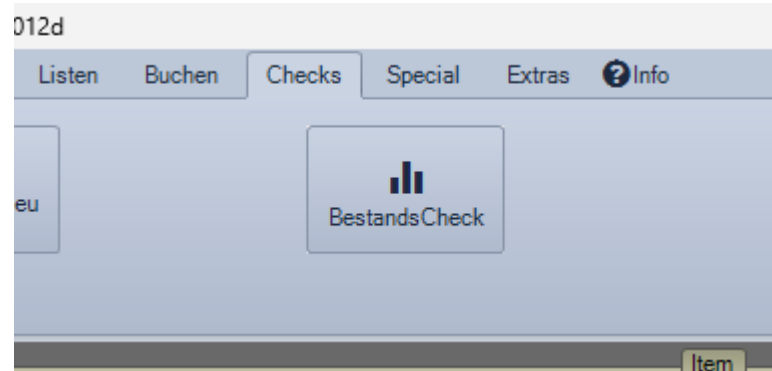 012d
Listen Buchen Checks Special Extras Info
eu
BestandsCheck
Item